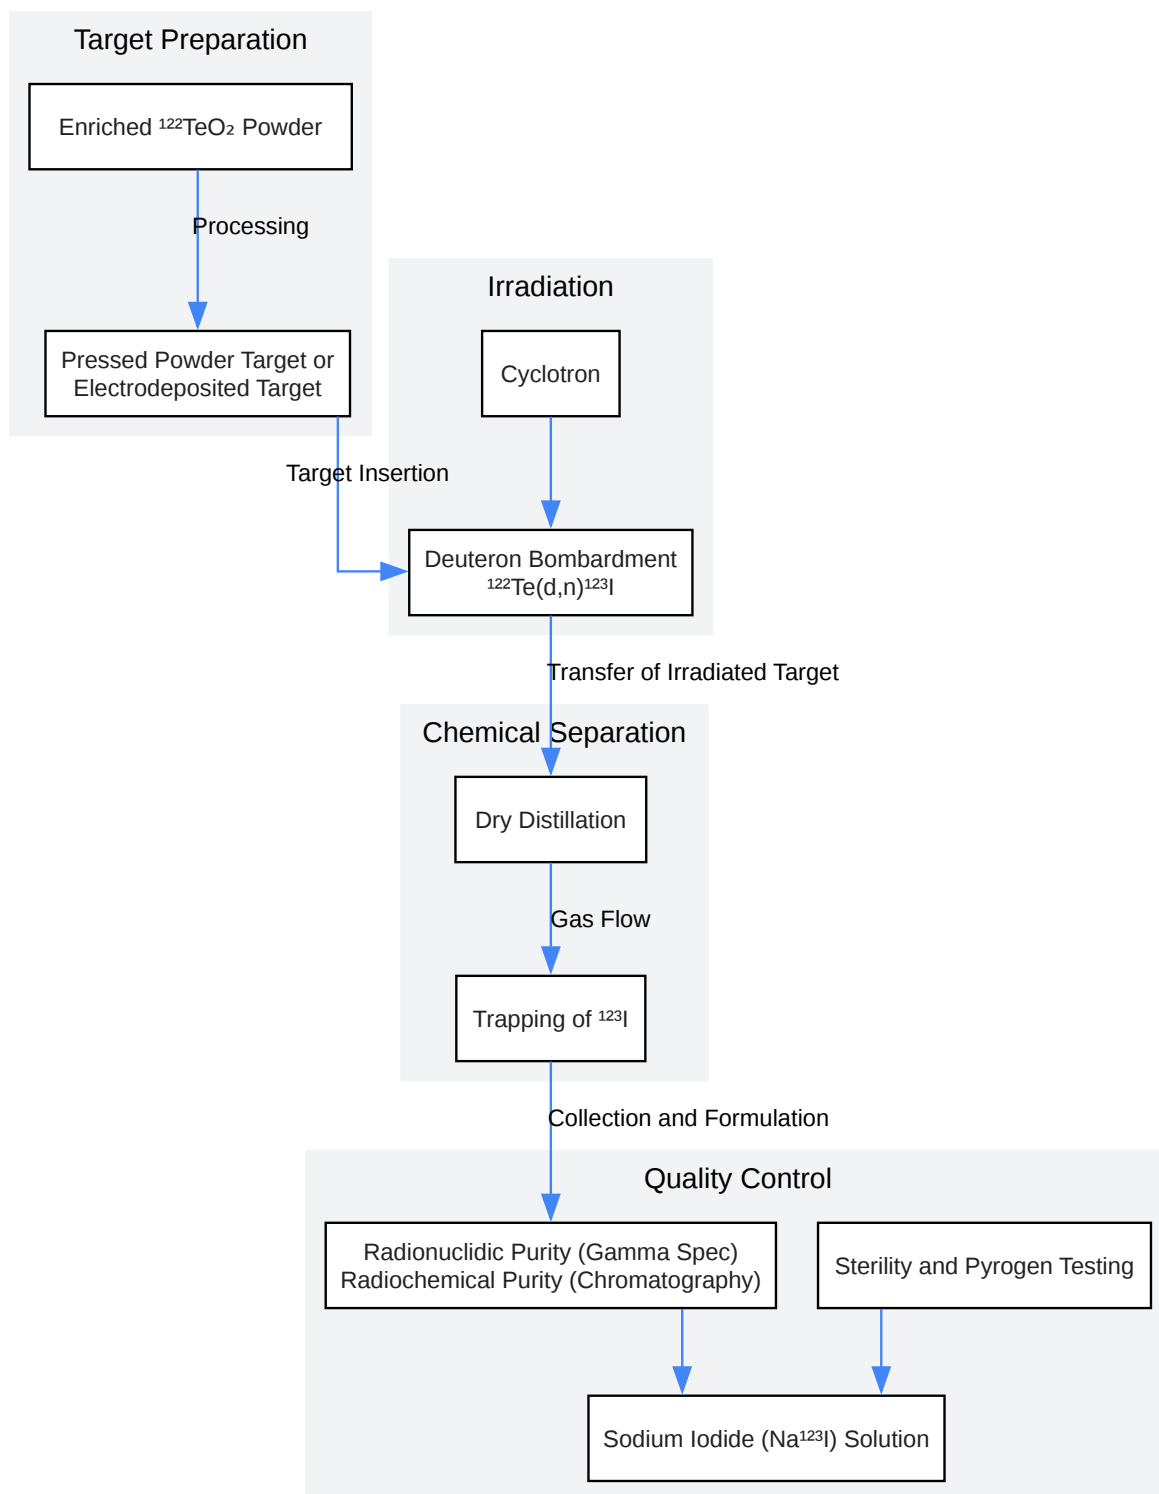 Target Preparation
Enriched ¹²²TeO₂ Powder
Processing
Pressed Powder Target or
Electrodeposited Target
Target Insertion
Irradiation
Cyclotron
Deuteron Bombardment
¹²²Te(d,n)¹²³I
Transfer of Irradiated Target
Chemical Separation
Dry Distillation
Gas Flow
Trapping of ¹²³I
Collection and Formulation
Quality Control
Radionuclidic Purity (Gamma Spec)
Radiochemical Purity (Chromatography)
Sterility and Pyrogen Testing
Sodium Iodide (Na¹²³I) Solution